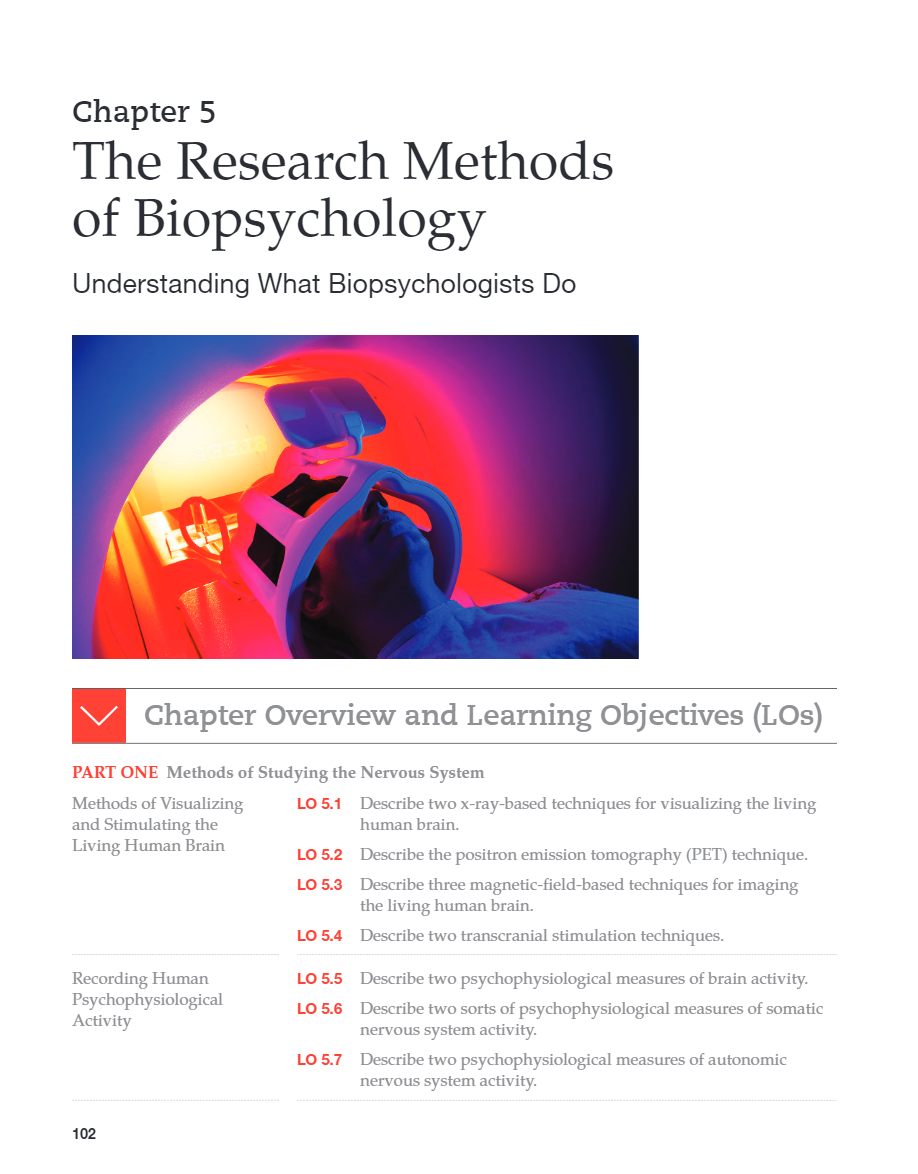 Chapter 5
The Research Methods
of Biopsychology
Understanding What Biopsychologists Do
Chapter Overview and Learning Objectives (LOs)
PART ONE Methods of Studying the Nervous System
Methods of Visualizing
and Stimulating the
Living Human Brain
LO 5.1 Describe two x-ray-based techniques for visualizing the living
human brain.
LO 5.2 Describe the positron emission tomography (PET) technique.
LO 5.3 Describe three magnetic-field-based techniques for imaging
the living human brain.
LO 5.4 Describe two transcranial stimulation techniques.
Recording Human
Psychophysiological
Activity
LO 5.5 Describe two psychophysiological measures of brain activity.
LO 5.6 Describe two sorts of psychophysiological measures of somatic
nervous system activity.
LO 5.7 Describe two psychophysiological measures of autonomic
nervous system activity.
102